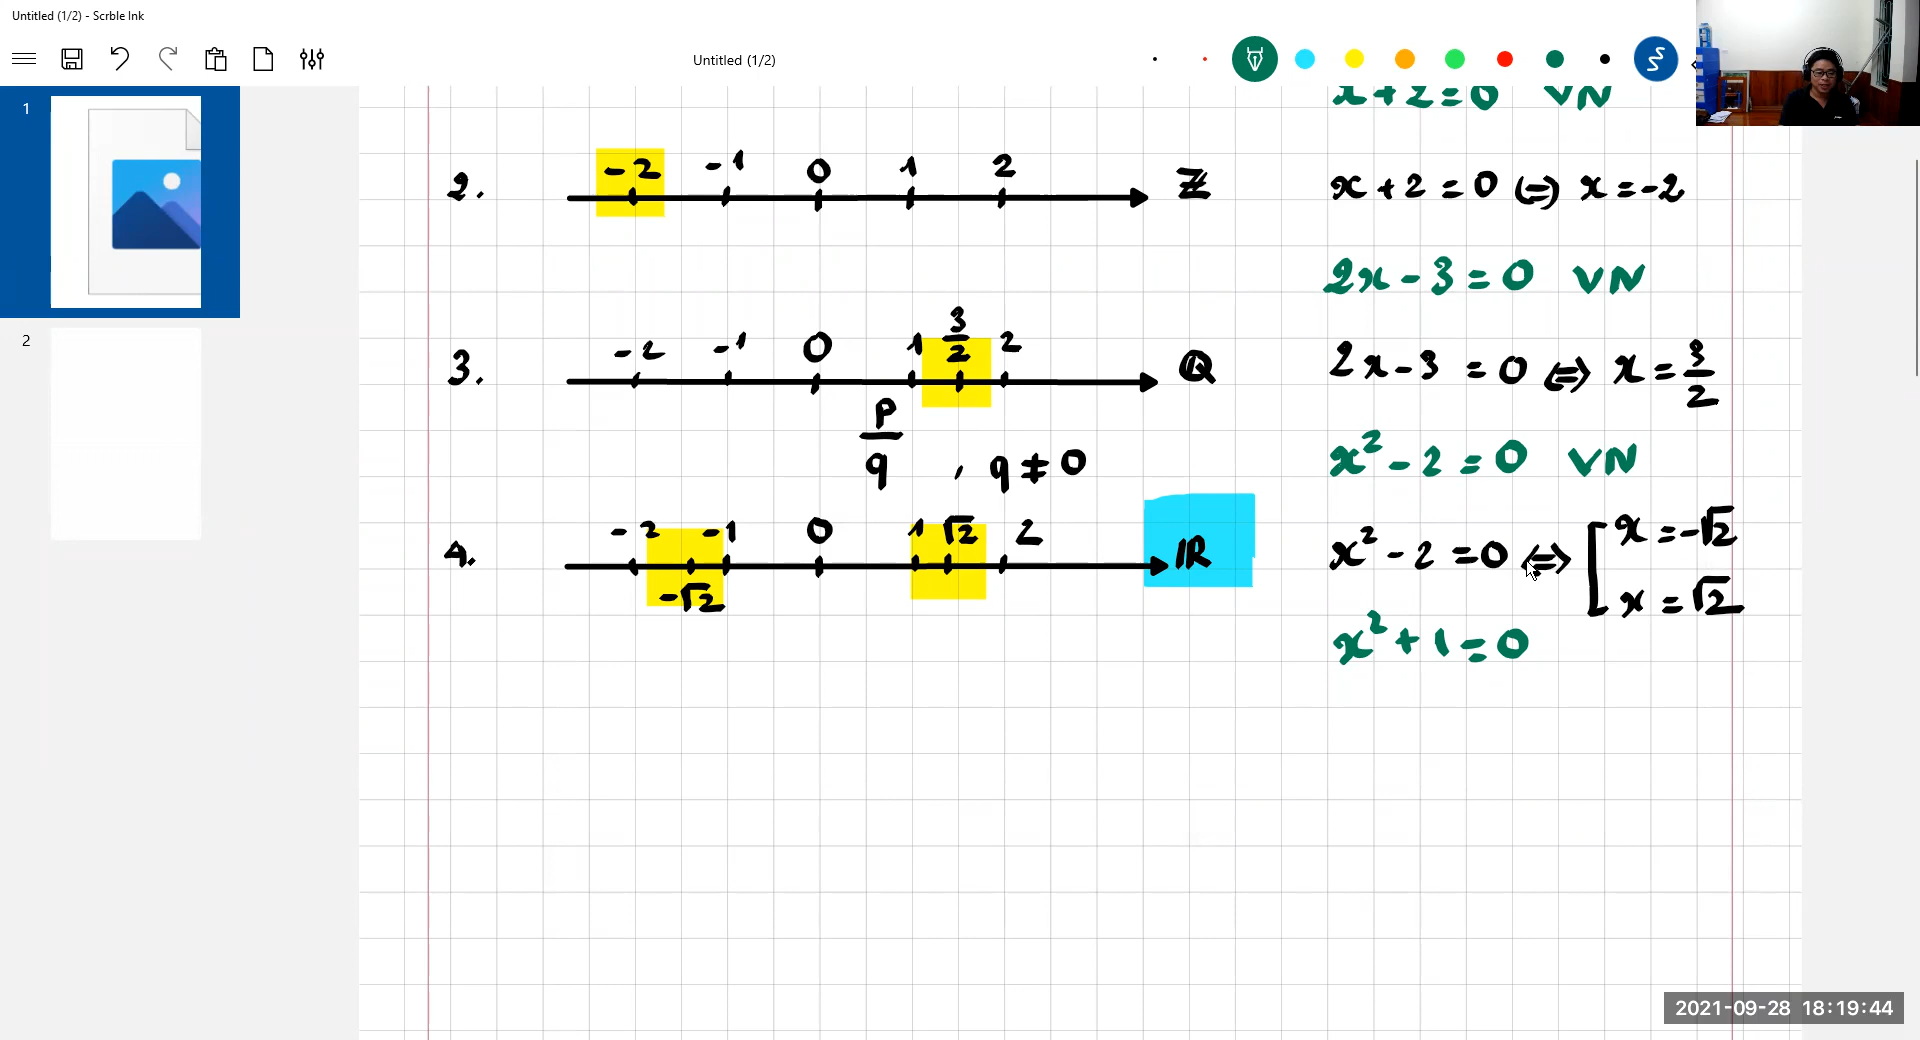 Untitled (1/2) - Scrble Ink
Untitled (1/2)
1
2
x + 2 = 0 VN
2. -2 -1 0 1 2 ℤ
x + 2 = 0 ⇔ x = -2
2x - 3 = 0 VN
3. -2 -1 0 1 3/2 2 ℚ
2x - 3 = 0 ⇔ x = 3/2
p/q , q ≠ 0
x² - 2 = 0 VN
4. -2 -√2 -1 0 1 √2 2 ℝ
x² - 2 = 0 ⇔ [ x = -√2
x = √2
x² + 1 = 0
2021-09-28 18:19:44